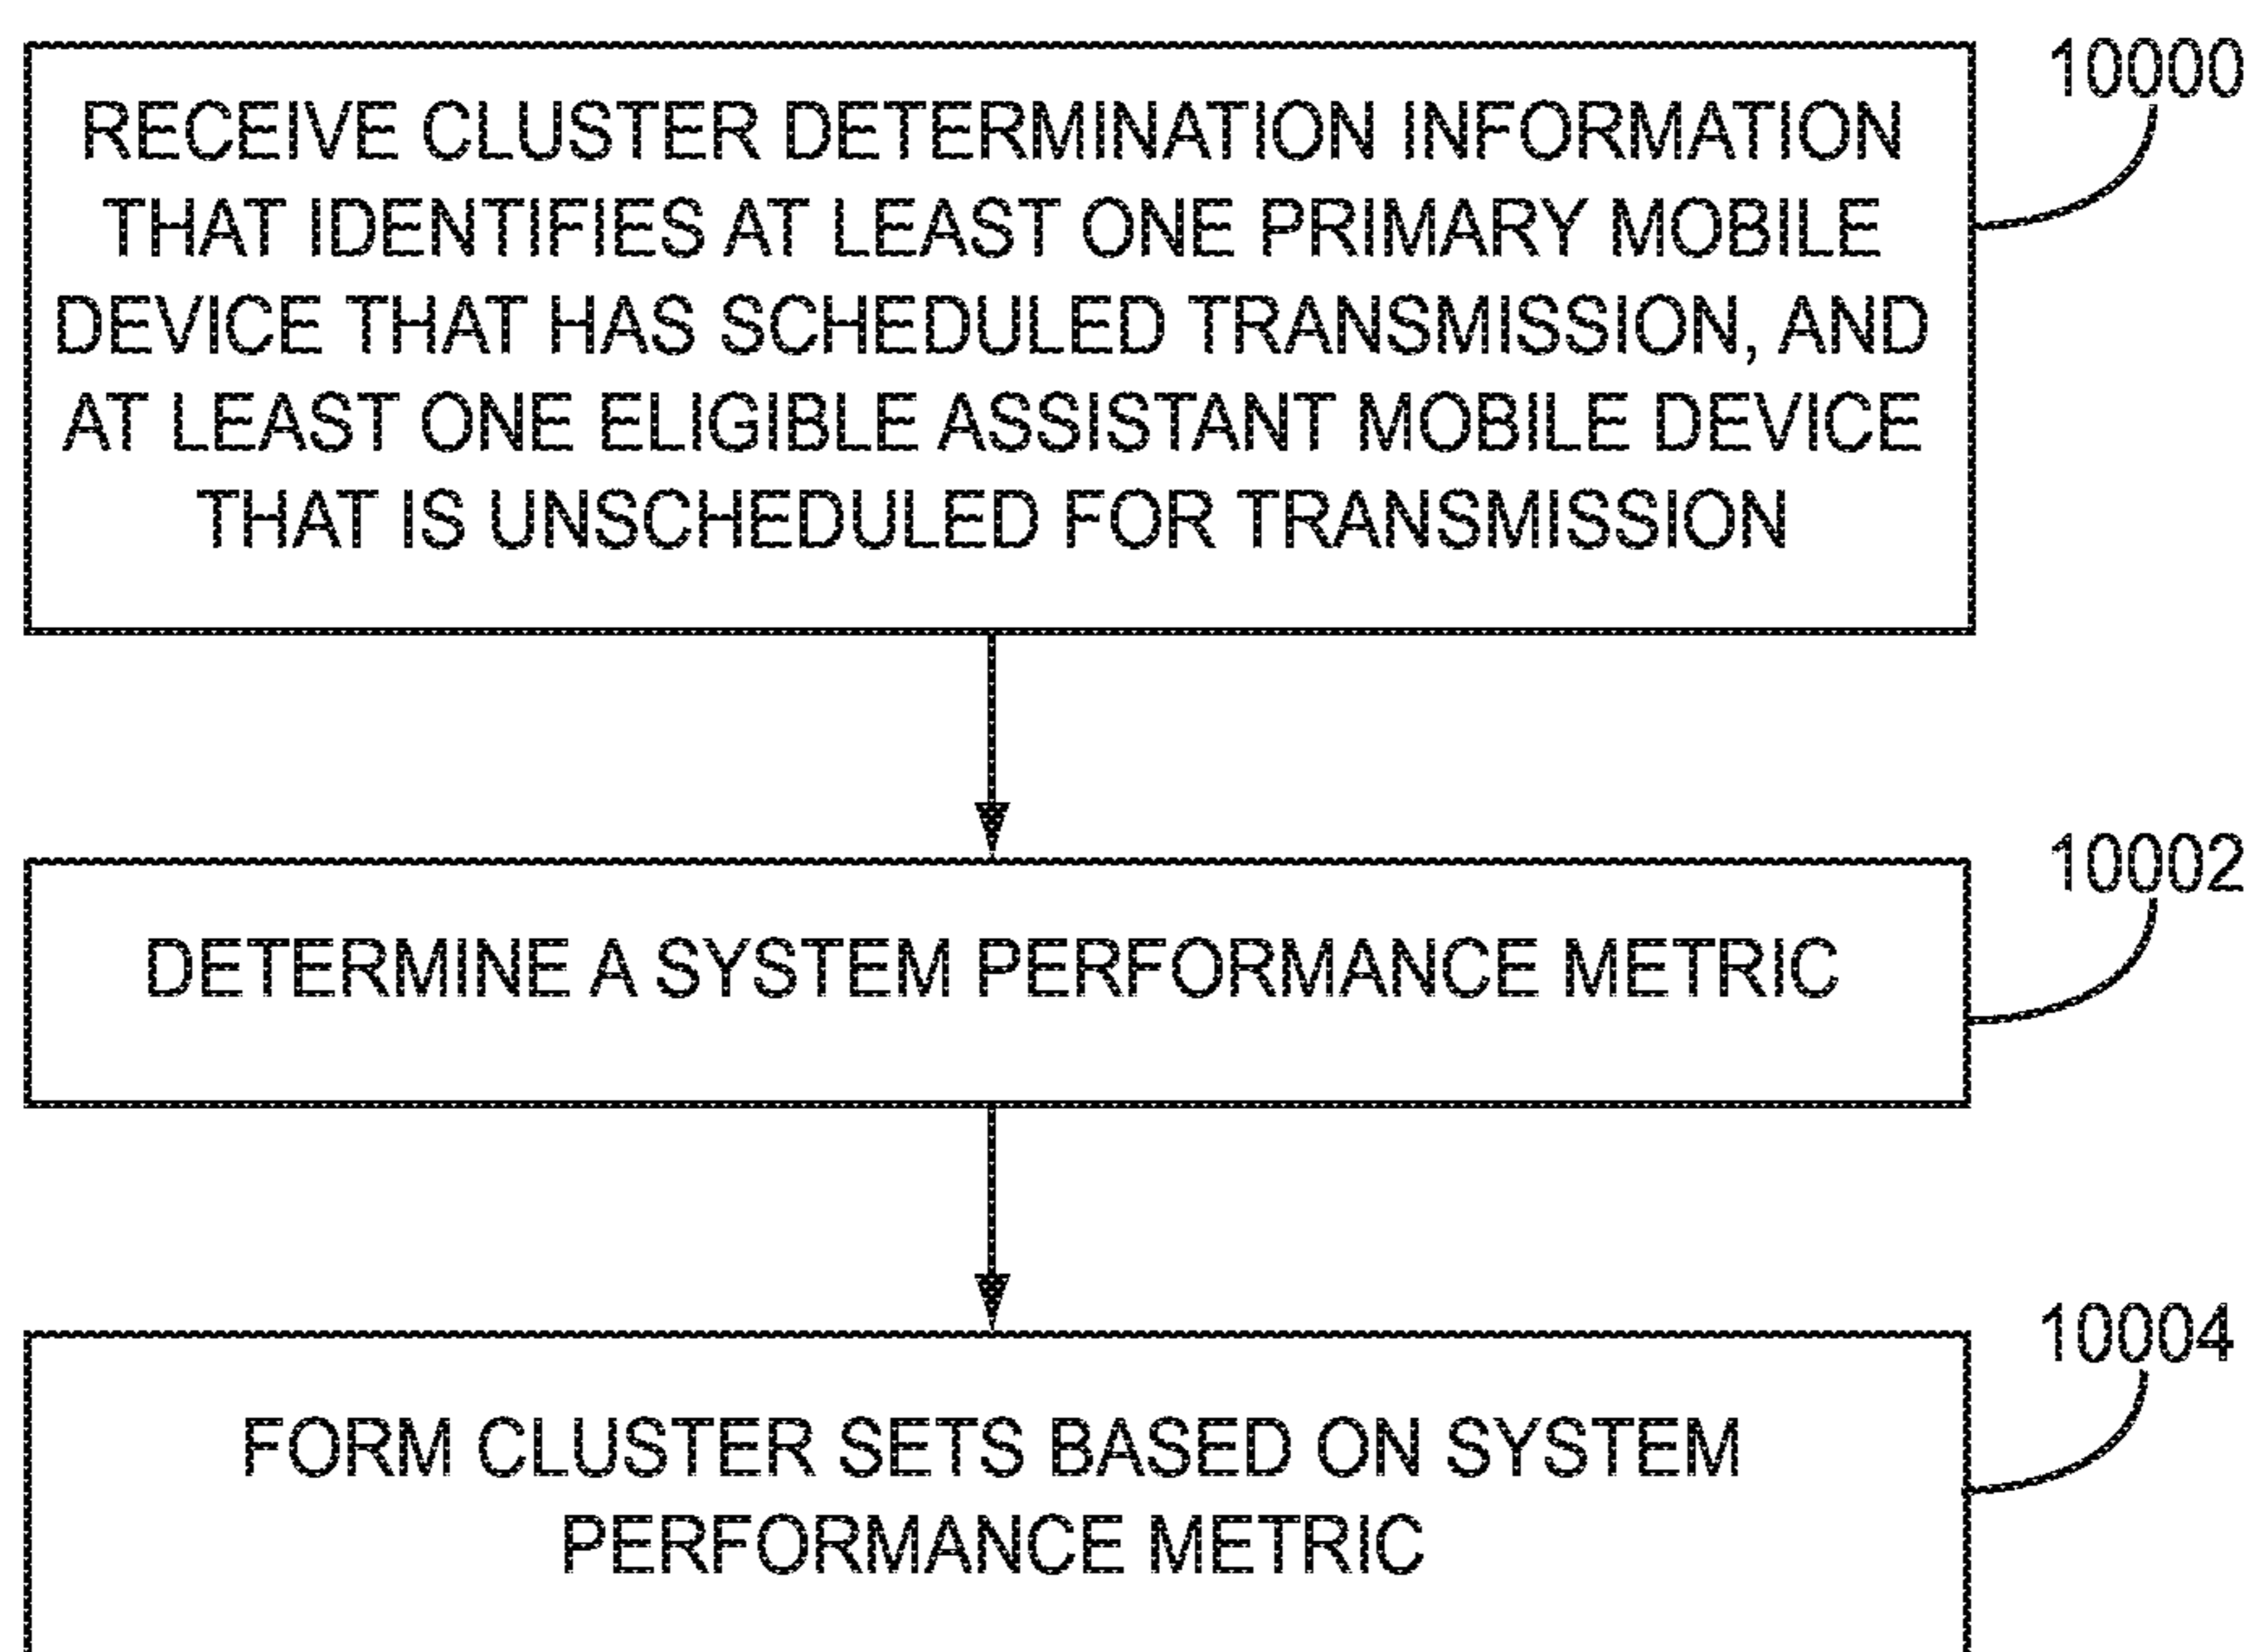 10000
RECEIVE CLUSTER DETERMINATION INFORMATION
THAT IDENTIFIES AT LEAST ONE PRIMARY MOBILE
DEVICE THAT HAS SCHEDULED TRANSMISSION, AND
AT LEAST ONE ELIGIBLE ASSISTANT MOBILE DEVICE
THAT IS UNSCHEDULED FOR TRANSMISSION
10002
DETERMINE A SYSTEM PERFORMANCE METRIC
10004
FORM CLUSTER SETS BASED ON SYSTEM
PERFORMANCE METRIC